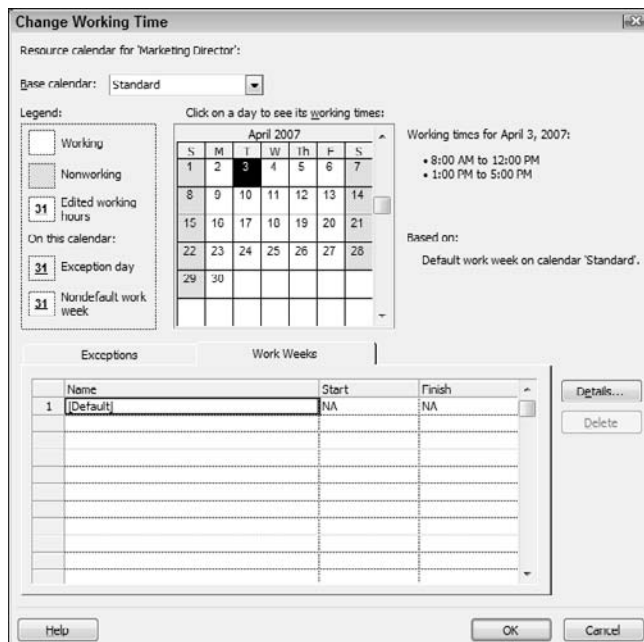 Change Working Time
Resource calendar for 'Marketing Director':
Base calendar: Standard
Legend:
Working
Nonworking
31 Edited working hours
On this calendar:
31 Exception day
31 Nondefault work week
Click on a day to see its working times:
April 2007
S M T W Th F S
1 2 3 4 5 6 7
8 9 10 11 12 13 14
15 16 17 18 19 20 21
22 23 24 25 26 27 28
29 30
Working times for April 3, 2007:
• 8:00 AM to 12:00 PM
• 1:00 PM to 5:00 PM
Based on:
Default work week on calendar 'Standard'.
Exceptions Work Weeks
Name Start Finish
1 [Default] NA NA
Details...
Delete
Help OK Cancel